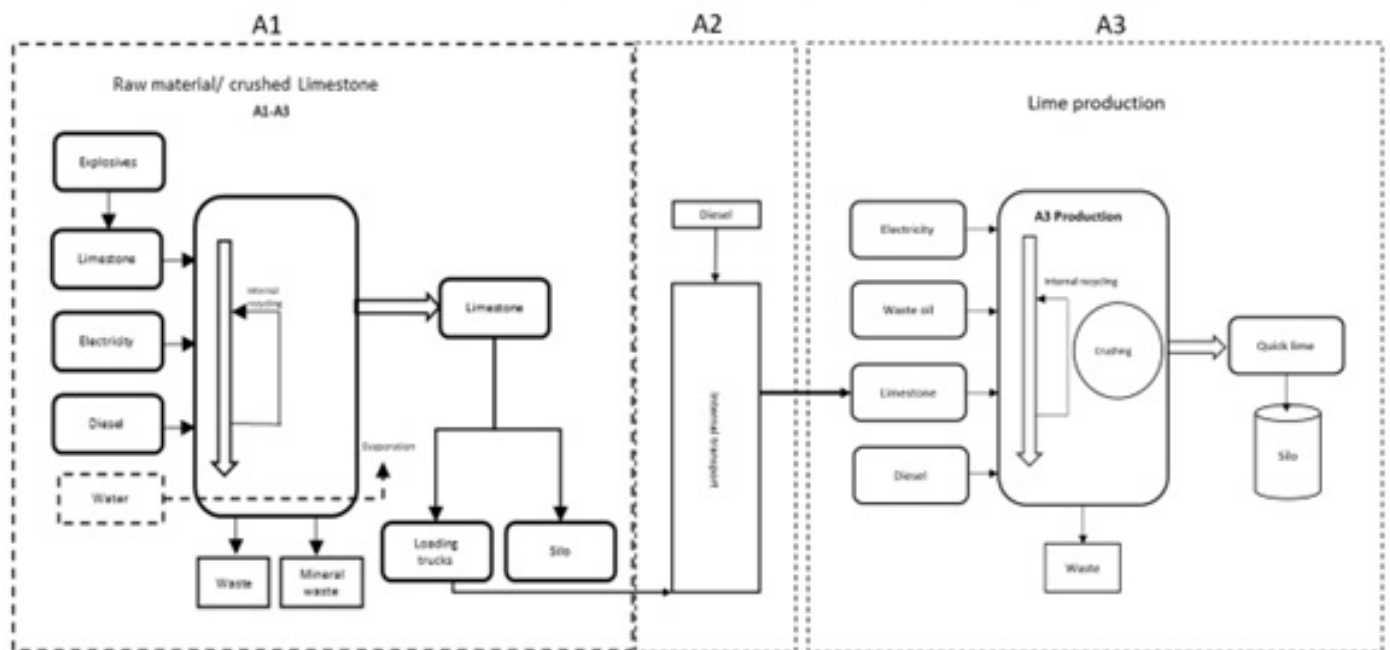 A1
A2
A3
Raw material/ crushed Limestone
A1-A3
Explosives
Limestone
Electricity
Diesel
Water
Internal
recycling
Evaporation
Waste
Mineral
waste
Limestone
Loading
trucks
Silo
Diesel
Internal transport
Lime production
Electricity
Waste oil
Limestone
Diesel
A3 Production
Internal recycling
Crushing
Waste
Quick lime
Silo